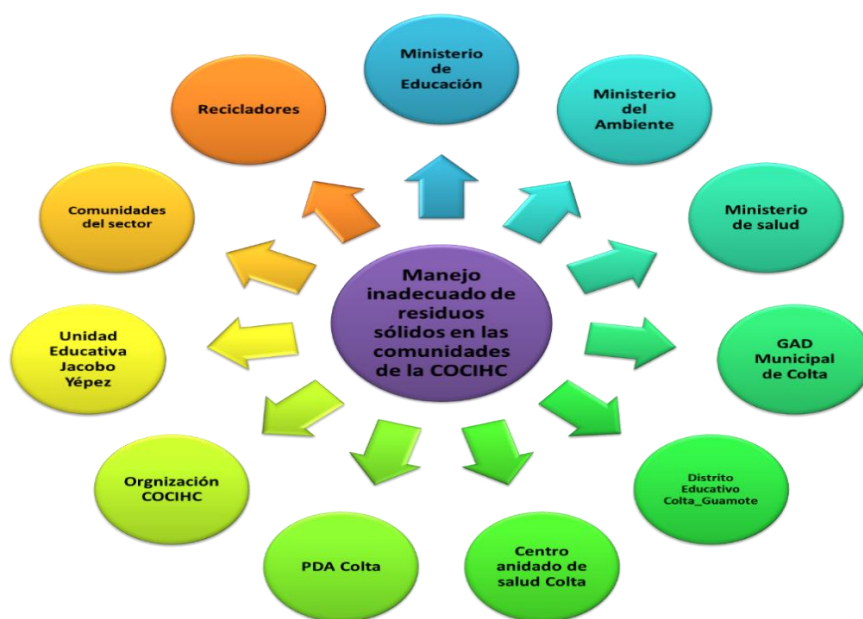 Ministerio
de
Educación
Ministerio
del
Ambiente
Ministerio
de salud
GAD
Municipal
de Colta
Distrito
Educativo
Colta_Guamote
Centro
anidado de
salud Colta
PDA Colta
Orgnización
COCIHC
Unidad
Educativa
Jacobo
Yépez
Comunidades
del sector
Recicladores
Manejo
inadecuado de
residuos
sólidos en las
comunidades
de la COCIHC